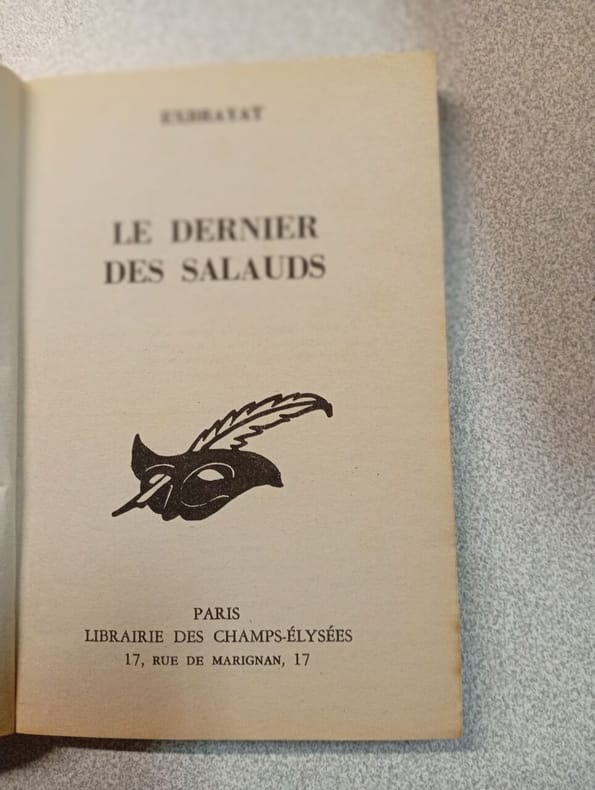 EXBRAYAT
LE DERNIER
DES SALAUDS
PARIS
LIBRAIRIE DES CHAMPS-ÉLYSÉES
17, RUE DE MARIGNAN, 17